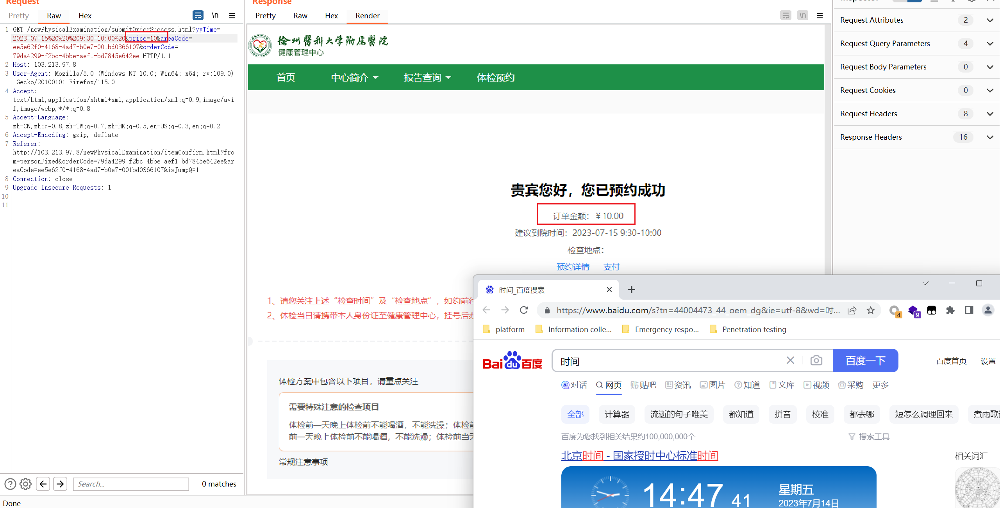 Request
Pretty Raw Hex
\n
1 GET /newPhysicalExamination/submitOrderSuccess.html?yyTime=
2023-07-15%20%20%209:30-10:00%20&price=10&areaCode=
ee5e62f0-4168-4ad7-b0e7-001bd0366107&orderCode=
79da4299-f2bc-4bbe-aef1-bd7845e642ee HTTP/1.1
2 Host: 103.213.97.8
3 User-Agent: Mozilla/5.0 (Windows NT 10.0; Win64; x64; rv:109.0)
Gecko/20100101 Firefox/115.0
4 Accept:
text/html,application/xhtml+xml,application/xml;q=0.9,image/avi
f,image/webp,*/*;q=0.8
5 Accept-Language:
zh-CN,zh;q=0.8,zh-TW;q=0.7,zh-HK;q=0.5,en-US;q=0.3,en;q=0.2
6 Accept-Encoding: gzip, deflate
7 Referer:
http://103.213.97.8/newPhysicalExamination/itemConfirm.html?fro
m=personFixed&orderCode=79da4299-f2bc-4bbe-aef1-bd7845e642ee&ar
eaCode=ee5e62f0-4168-4ad7-b0e7-001bd0366107&isJumpQ=1
8 Connection: close
9 Upgrade-Insecure-Requests: 1
10
11
Search...
0 matches
Done
Response
Pretty Raw Hex Render
\n
徐州醫科大学附属醫院
健康管理中心
首页 中心简介 报告查询 体检预约
贵宾您好，您已预约成功
订单金额：￥10.00
建议到院时间：2023-07-15 9:30-10:00
检查地点：
预约详情 支付
1、请您关注上述“检查时间”及“检查地点”，如约前往
2、体检当日请携带本人身份证至健康管理中心，挂号后办
体检方案中包含以下项目，请重点关注
需要特殊注意的检查项目
体检前一天晚上体检前不能喝酒，不能洗澡；体检前
前一天晚上体检前不能喝酒，不能洗澡；体检前当天
常规注意事项
Inspector
Request Attributes 2
Request Query Parameters 4
Request Body Parameters 0
Request Cookies 0
Request Headers 8
Response Headers 16
时间_百度搜索
https://www.baidu.com/s?tn=44004473_44_oem_dg&ie=utf-8&wd=时...
4
9
platform Information colle... Emergency respo... Penetration testing
Bai du 百度
时间
百度一下
百度首页 设置
对话 网页 贴吧 资讯 图片 知道 文库 视频 采购 更多
全部 计算器 流逝的句子唯美 都知道 拼音 校准 都去哪 短怎么调理回来 煮雨歌
百度为您找到相关结果约100,000,000个
搜索工具
北京时间 - 国家授时中心标准时间
相关词汇
14:47 41
星期五
2023年7月14日